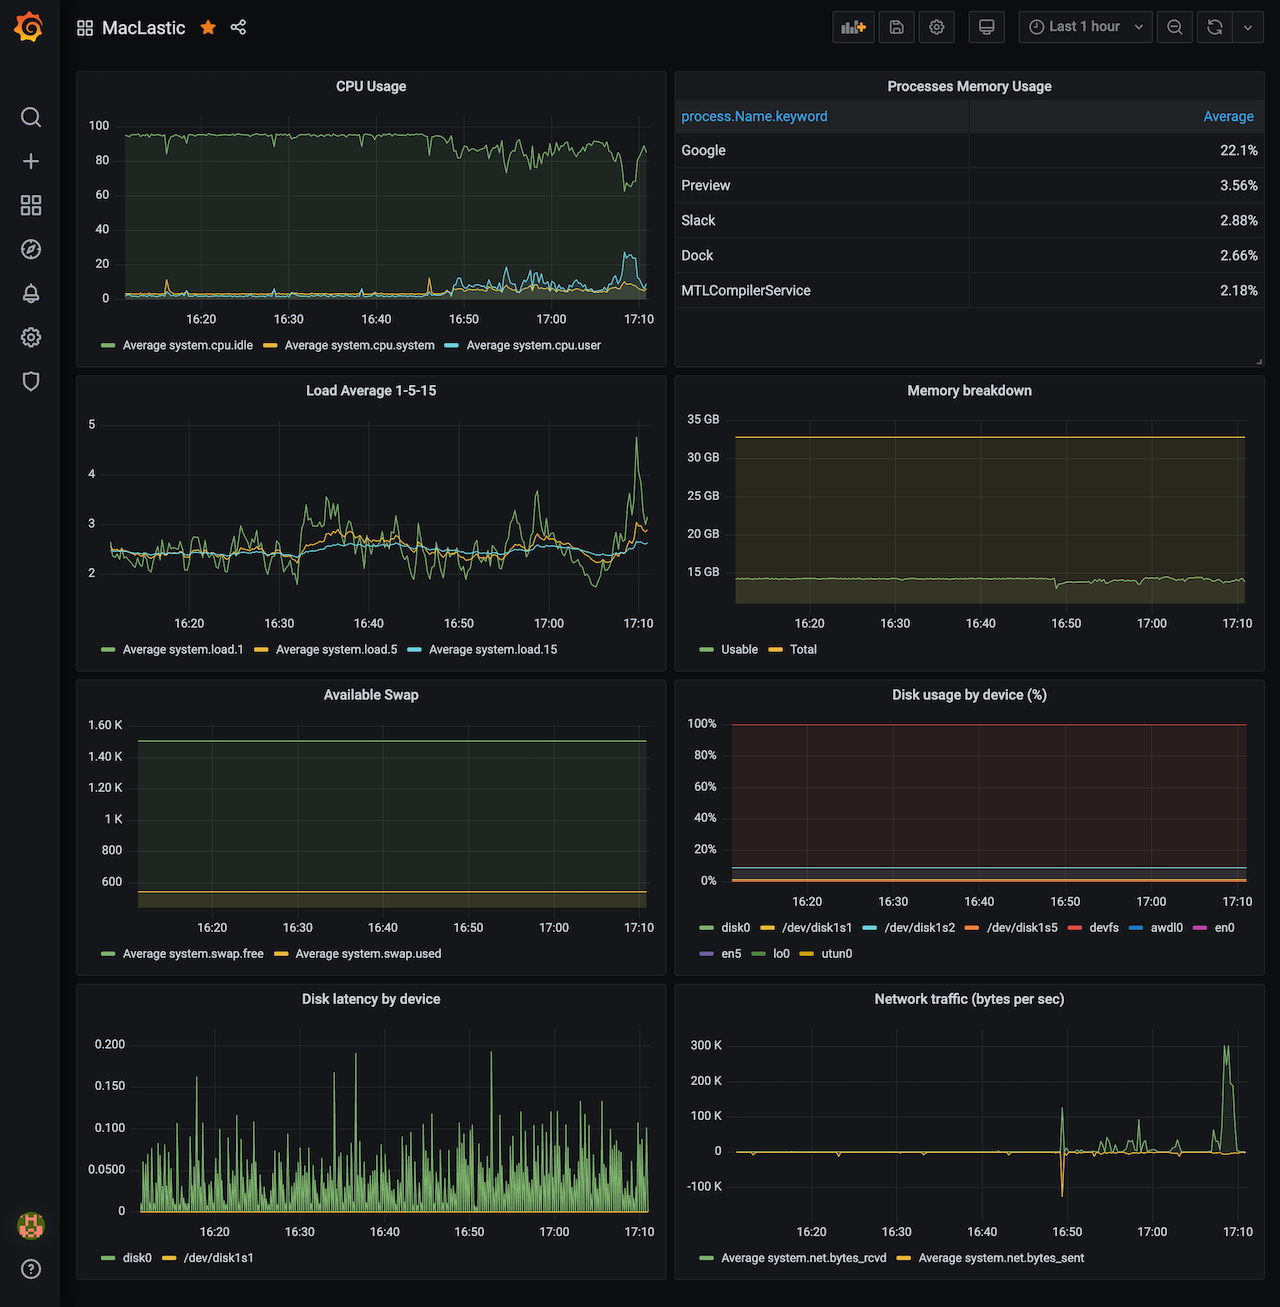 MacLastic
Last 1 hour
CPU Usage
100
80
60
40
20
0
16:20 16:30 16:40 16:50 17:00 17:10
Average system.cpu.idle Average system.cpu.system Average system.cpu.user
Processes Memory Usage
process.Name.keyword Average
Google 22.1%
Preview 3.56%
Slack 2.88%
Dock 2.66%
MTLCompilerService 2.18%
Load Average 1-5-15
5
4
3
2
16:20 16:30 16:40 16:50 17:00 17:10
Average system.load.1 Average system.load.5 Average system.load.15
Memory breakdown
35 GB
30 GB
25 GB
20 GB
15 GB
16:20 16:30 16:40 16:50 17:00 17:10
Usable Total
Available Swap
1.60 K
1.40 K
1.20 K
1 K
800
600
16:20 16:30 16:40 16:50 17:00 17:10
Average system.swap.free Average system.swap.used
Disk usage by device (%)
100%
80%
60%
40%
20%
0%
16:20 16:30 16:40 16:50 17:00 17:10
disk0 /dev/disk1s1 /dev/disk1s2 /dev/disk1s5 devfs awdl0 en0
en5 lo0 utun0
Disk latency by device
0.200
0.150
0.100
0.0500
0
16:20 16:30 16:40 16:50 17:00 17:10
disk0 /dev/disk1s1
Network traffic (bytes per sec)
300 K
200 K
100 K
0
-100 K
16:20 16:30 16:40 16:50 17:00 17:10
Average system.net.bytes_rcvd Average system.net.bytes_sent